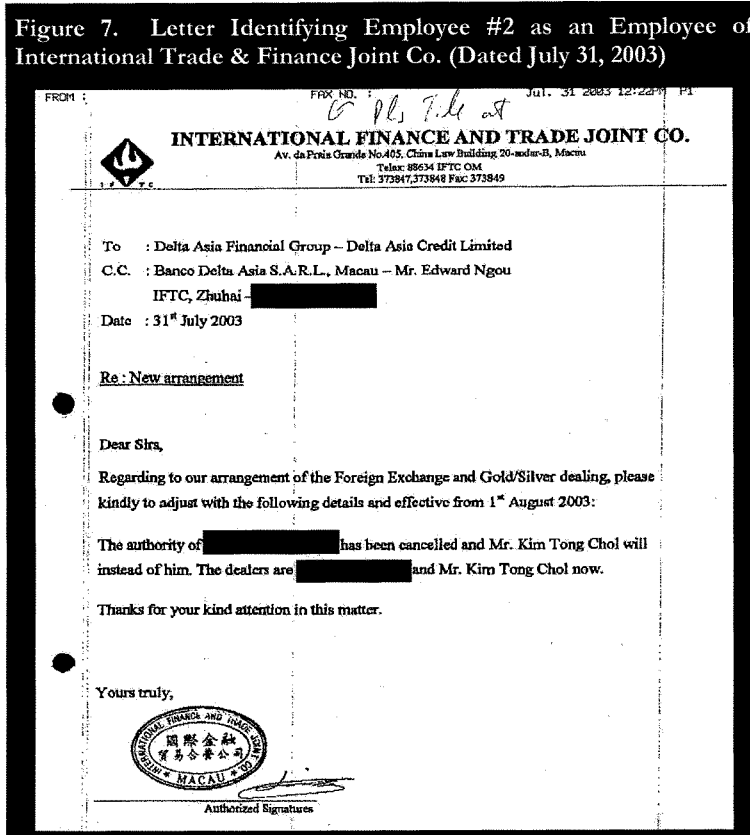 Figure 7. Letter Identifying Employee #2 as an Employee of
International Trade & Finance Joint Co. (Dated July 31, 2003)
FROM :
FAX NO. :
Jul. 31 2003 12:22PM P1
Pls File
INTERNATIONAL FINANCE AND TRADE JOINT CO.
Av. da Praia Grande No.405, China Law Building 20-andar-B, Macau
Telex: 88634 IFTC OM
Tel: 373847,373848 Fax: 373849
To : Delta Asia Financial Group – Delta Asia Credit Limited
C.C. : Banco Delta Asia S.A.R.L., Macau – Mr. Edward Ngou
IFTC, Zhuhai –
Date : 31st July 2003
Re : New arrangement
Dear Sirs,
Regarding to our arrangement of the Foreign Exchange and Gold/Silver dealing, please
kindly to adjust with the following details and effective from 1st August 2003:
The authority of has been cancelled and Mr. Kim Tong Chol will
instead of him. The dealers are and Mr. Kim Tong Chol now.
Thanks for your kind attention in this matter.
Yours truly,
INTERNATIONAL FINANCE AND TRADE JOINT CO.
國際金融
貿易合營公司
MACAU
Authorized Signatures